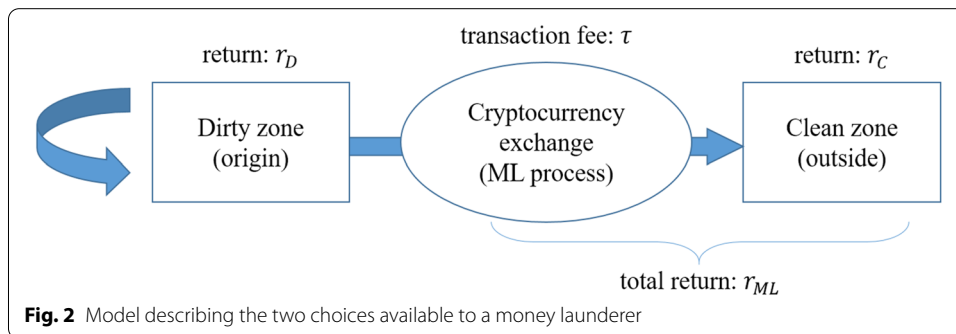 transaction fee: τ
return: r_D
return: r_C
Dirty zone
(origin)
Cryptocurrency
exchange
(ML process)
Clean zone
(outside)
total return: r_ML
Fig. 2 Model describing the two choices available to a money launderer